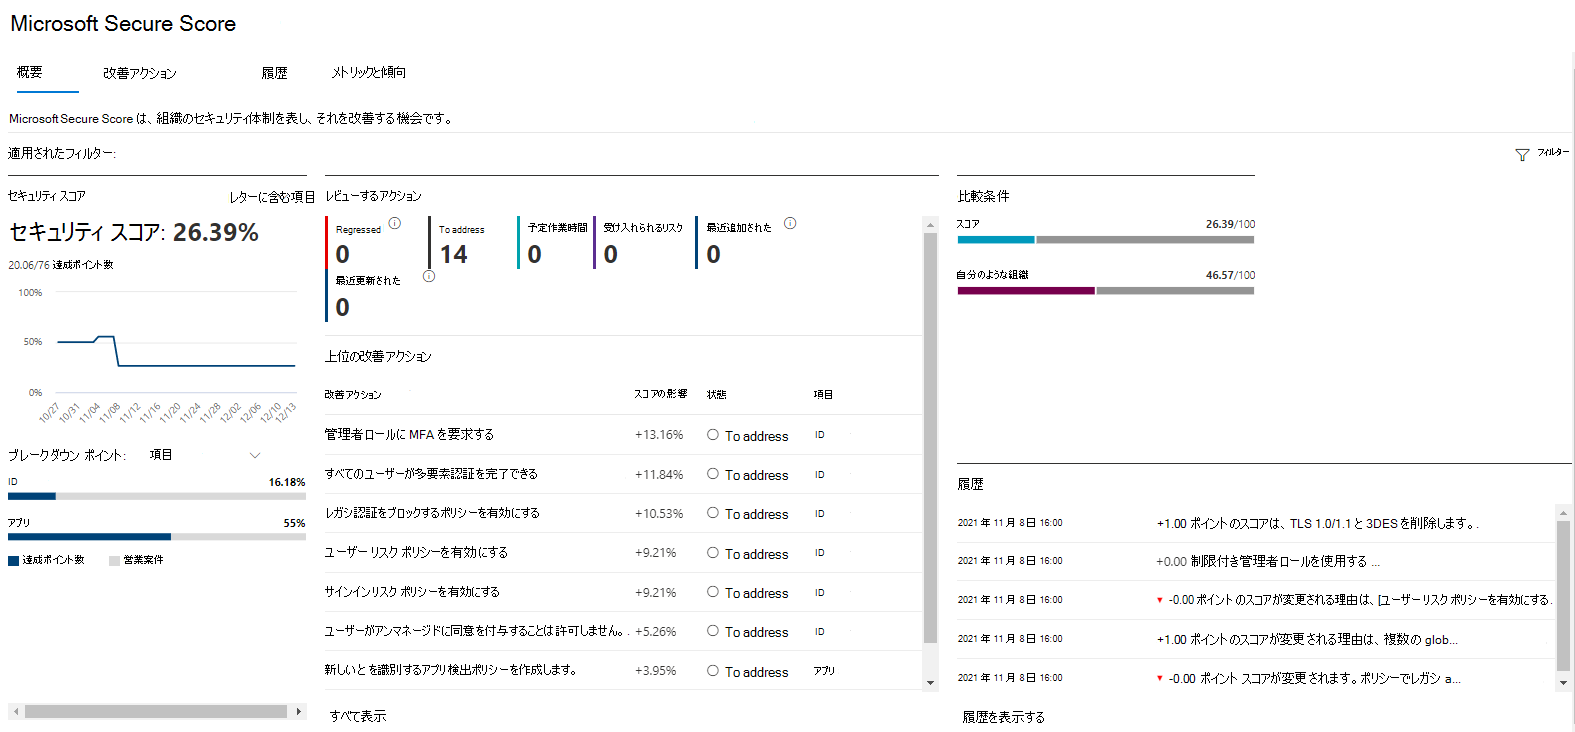 Microsoft Secure Score
概要 改善アクション 履歴 メトリックと傾向
Microsoft Secure Score は、組織のセキュリティ体制を表し、それを改善する機会です。
適用されたフィルター:
フィルター
セキュリティ スコア レターに含む項目
セキュリティ スコア: 26.39%
20.06/76 達成ポイント数
100%
50%
0%
10/27 10/31 11/04 11/08 11/12 11/16 11/20 11/24 11/28 12/02 12/06 12/10 12/13
ブレークダウン ポイント: 項目
ID 16.18%
アプリ 55%
達成ポイント数 営業案件
レビューするアクション
Regressed To address 予定作業時間 受け入れられるリスク 最近追加された
0 14 0 0 0
最近更新された
0
上位の改善アクション
改善アクション スコアの影響 状態 項目
管理者ロールに MFA を要求する +13.16% To address ID
すべてのユーザーが多要素認証を完了できる +11.84% To address ID
レガシ認証をブロックするポリシーを有効にする +10.53% To address ID
ユーザー リスク ポリシーを有効にする +9.21% To address ID
サインインリスク ポリシーを有効にする +9.21% To address ID
ユーザーがアンマネージドに同意を付与することは許可しません。. +5.26% To address ID
新しいと を識別するアプリ検出ポリシーを作成します。 +3.95% To address アプリ
すべて表示
比較条件
スコア 26.39/100
自分のような組織 46.57/100
履歴
2021 年 11 月 8日 16:00 +1.00 ポイントのスコアは、TLS 1.0/1.1 と 3DES を削除します。.
2021 年 11 月 8日 16:00 +0.00 制限付き管理者ロールを使用する ...
2021 年 11 月 8日 16:00 -0.00 ポイントのスコアが変更される理由は、[ユーザーリスク ポリシーを有効にする.
2021 年 11 月 8日 16:00 +1.00 ポイントのスコアが変更される理由は、複数の glob...
2021 年 11 月 8日 16:00 -0.00 ポイント スコアが変更されます。ポリシーでレガシ a...
履歴を表示する